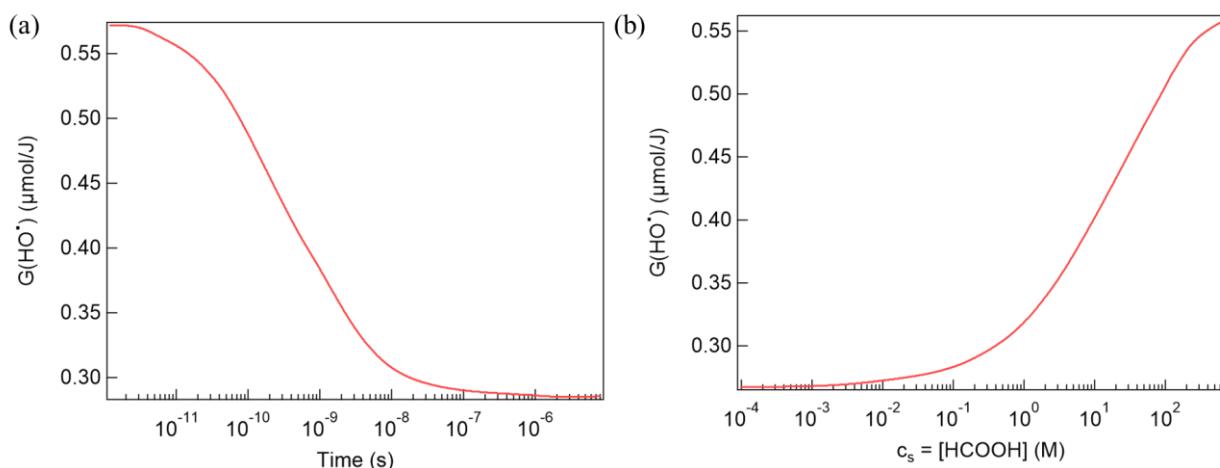 (a)
G(HO•) (μmol/J)
0.55
0.50
0.45
0.40
0.35
0.30
10⁻¹¹ 10⁻¹⁰ 10⁻⁹ 10⁻⁸ 10⁻⁷ 10⁻⁶
Time (s)
(b)
G(HO•) (μmol/J)
0.55
0.50
0.45
0.40
0.35
0.30
10⁻⁴ 10⁻³ 10⁻² 10⁻¹ 10⁰ 10¹ 10²
cₛ = [HCOOH] (M)